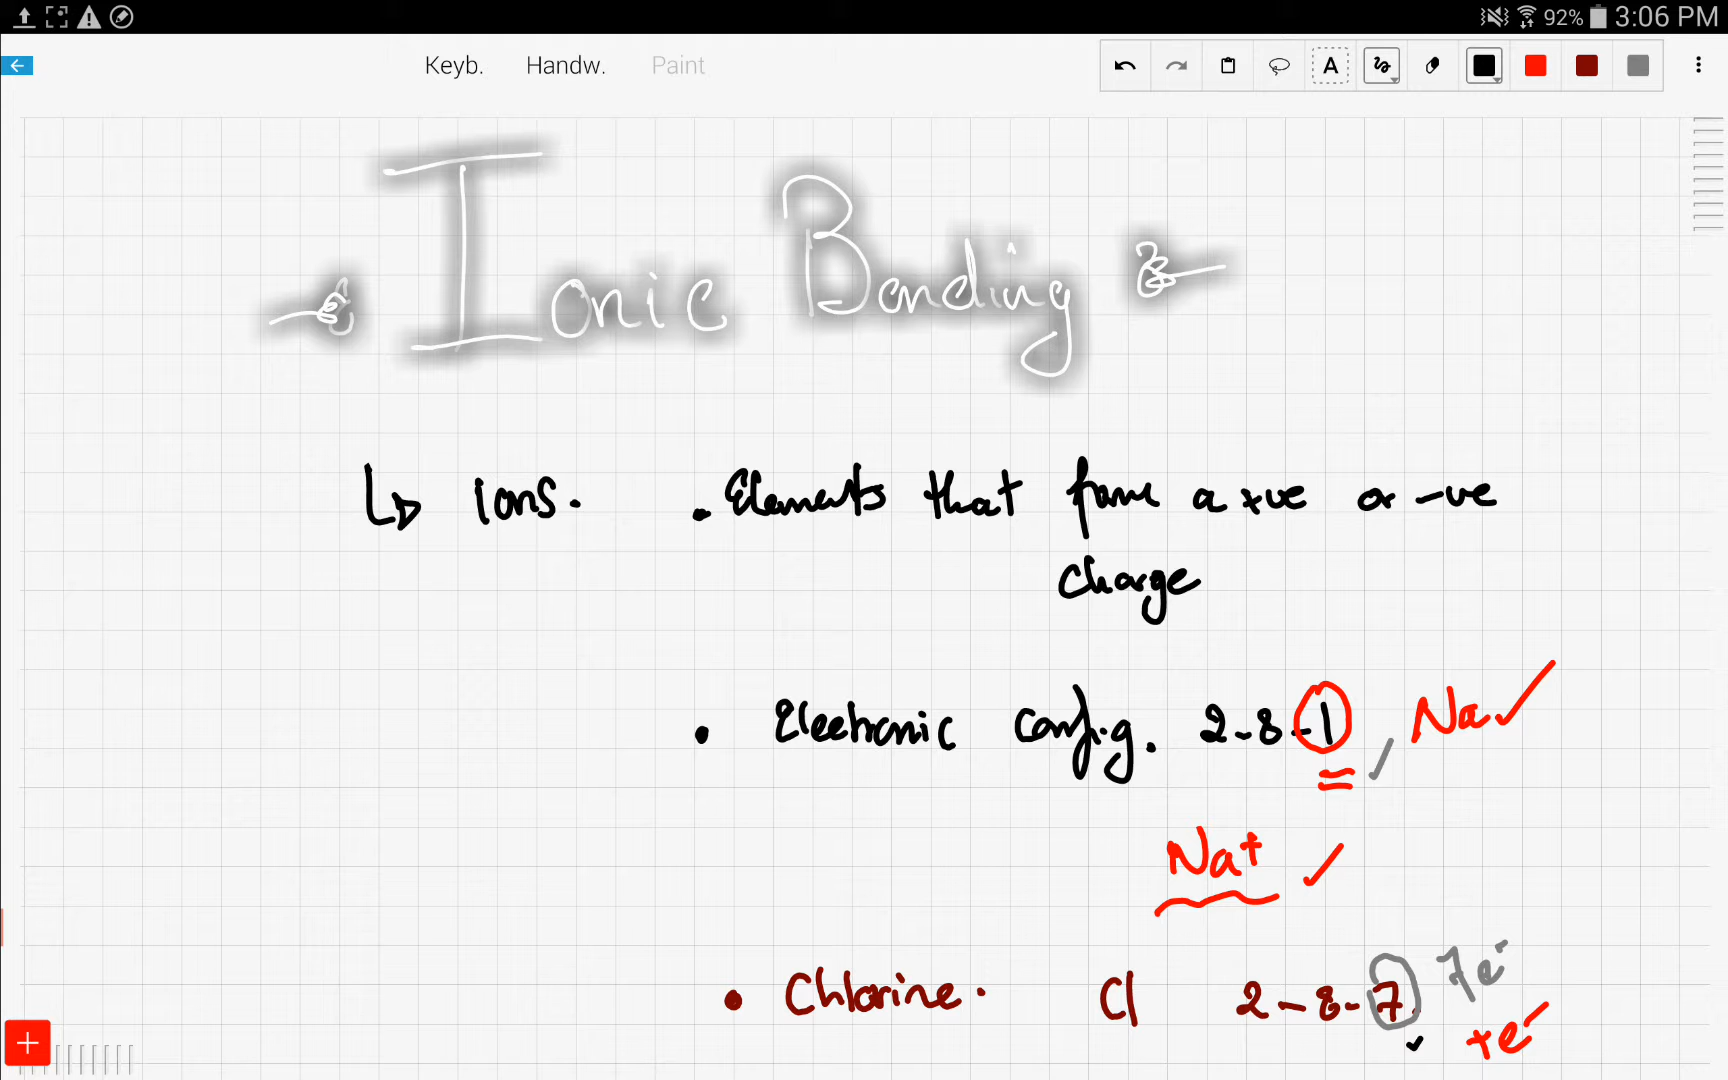 92% 3:06 PM
Keyb. Handw. Paint A
Ionic Bonding
Ions. • Elements that form a +ve or -ve
charge
• Electronic config. 2-8-1, Na
Na+
• Chlorine. Cl 2-8-7. 7e-
+e-